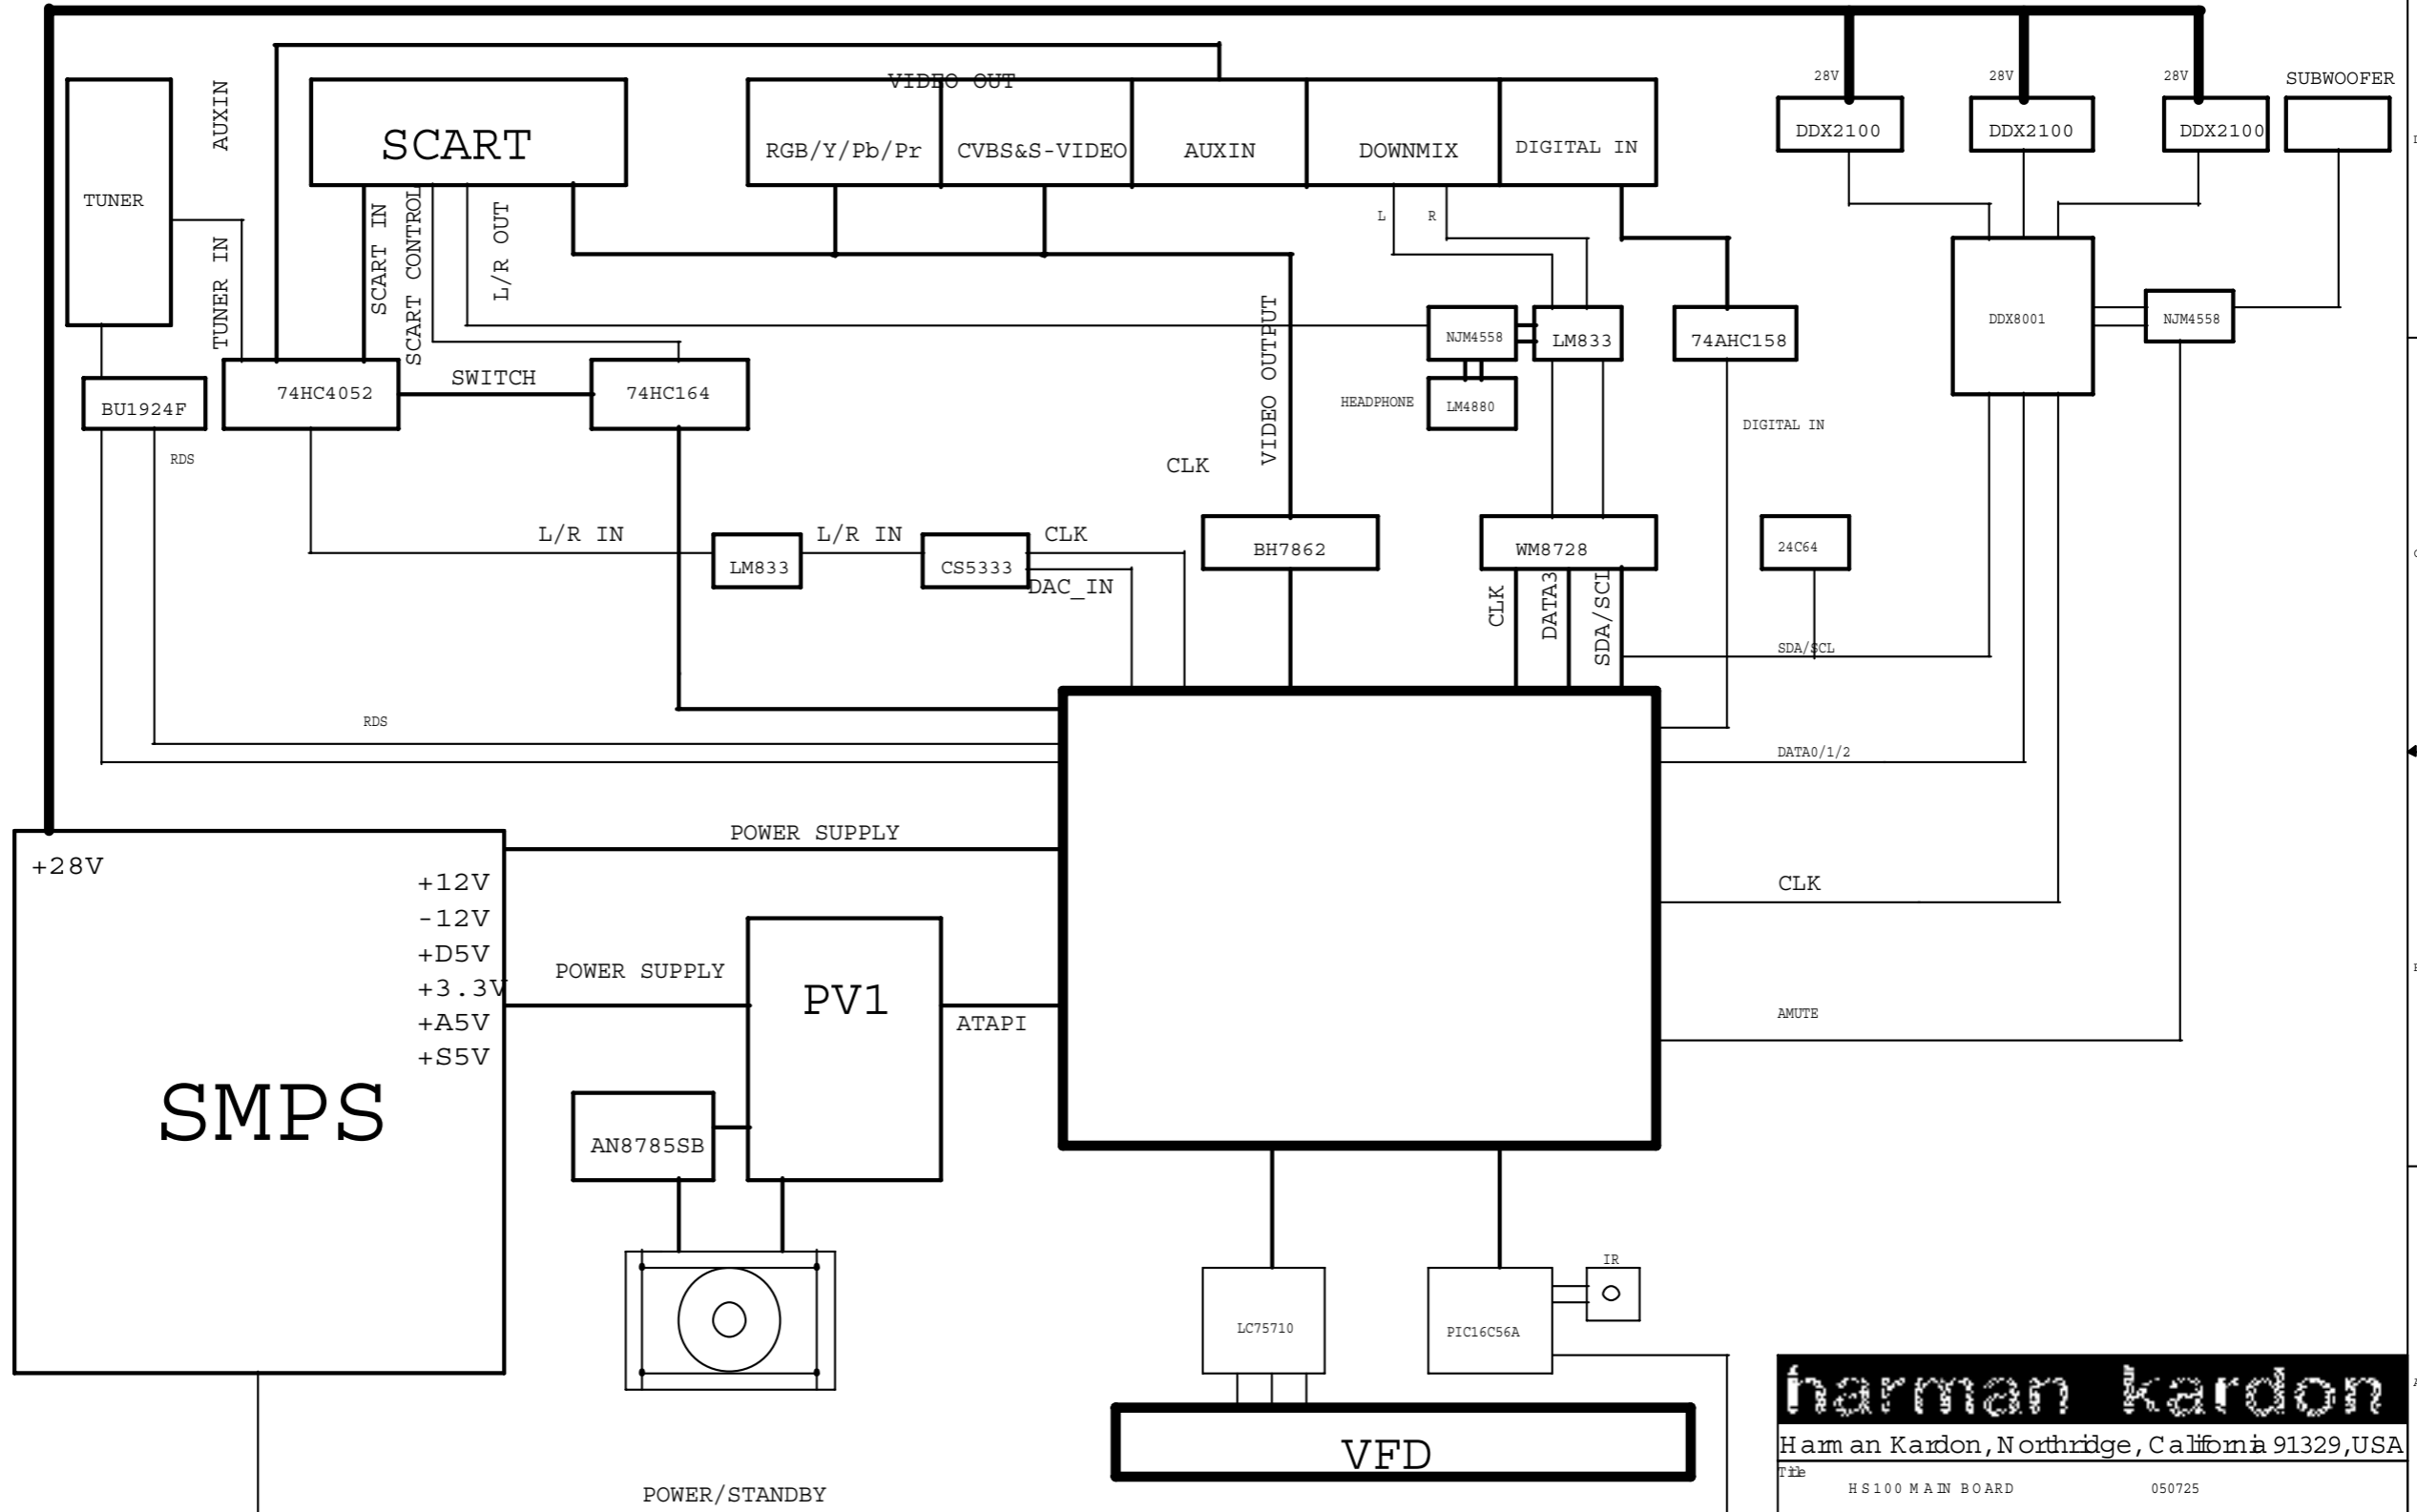 VIDEO OUT
28V
28V
28V
SUBWOOFER
TUNER
AUXIN
SCART
RGB/Y/Pb/Pr
CVBS&S-VIDEO
AUXIN
DOWNMIX
DIGITAL IN
DDX2100
DDX2100
DDX2100
TUNER IN
SCART IN
SCART CONTROL
L/R OUT
L
R
VIDEO OUTPUT
NJM4558
LM833
74AHC158
DDX8001
NJM4558
BU1924F
74HC4052
SWITCH
74HC164
HEADPHONE
LM4880
DIGITAL IN
RDS
CLK
L/R IN
LM833
L/R IN
CS5333
CLK
DAC_IN
BH7862
WM8728
24C64
CLK
DATA3
SDA/SCL
SDA/SCL
RDS
DATA0/1/2
POWER SUPPLY
+28V
+12V
-12V
+D5V
+3.3V
+A5V
+S5V
SMPS
CLK
POWER SUPPLY
PV1
ATAPI
AMUTE
AN8785SB
IR
LC75710
PIC16C56A
VFD
POWER/STANDBY
harman kardon
Harman Kardon,Northridge,California 91329,USA
Title
HS100 MAIN BOARD 050725